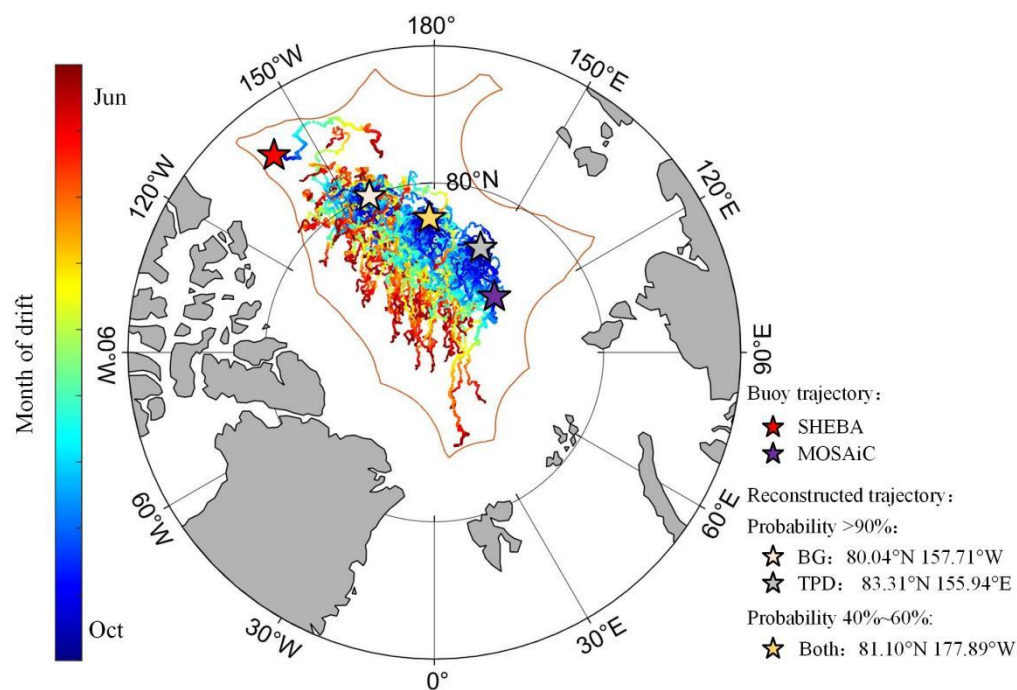 180°
150°W
150°E
120°W
120°E
80°N
90°W
90°E
60°W
60°E
30°W
30°E
0°
Month of drift
Jun
Oct
Buoy trajectory:
SHEBA
MOSAiC
Reconstructed trajectory:
Probability >90%:
BG: 80.04°N 157.71°W
TPD: 83.31°N 155.94°E
Probability 40%~60%:
Both: 81.10°N 177.89°W